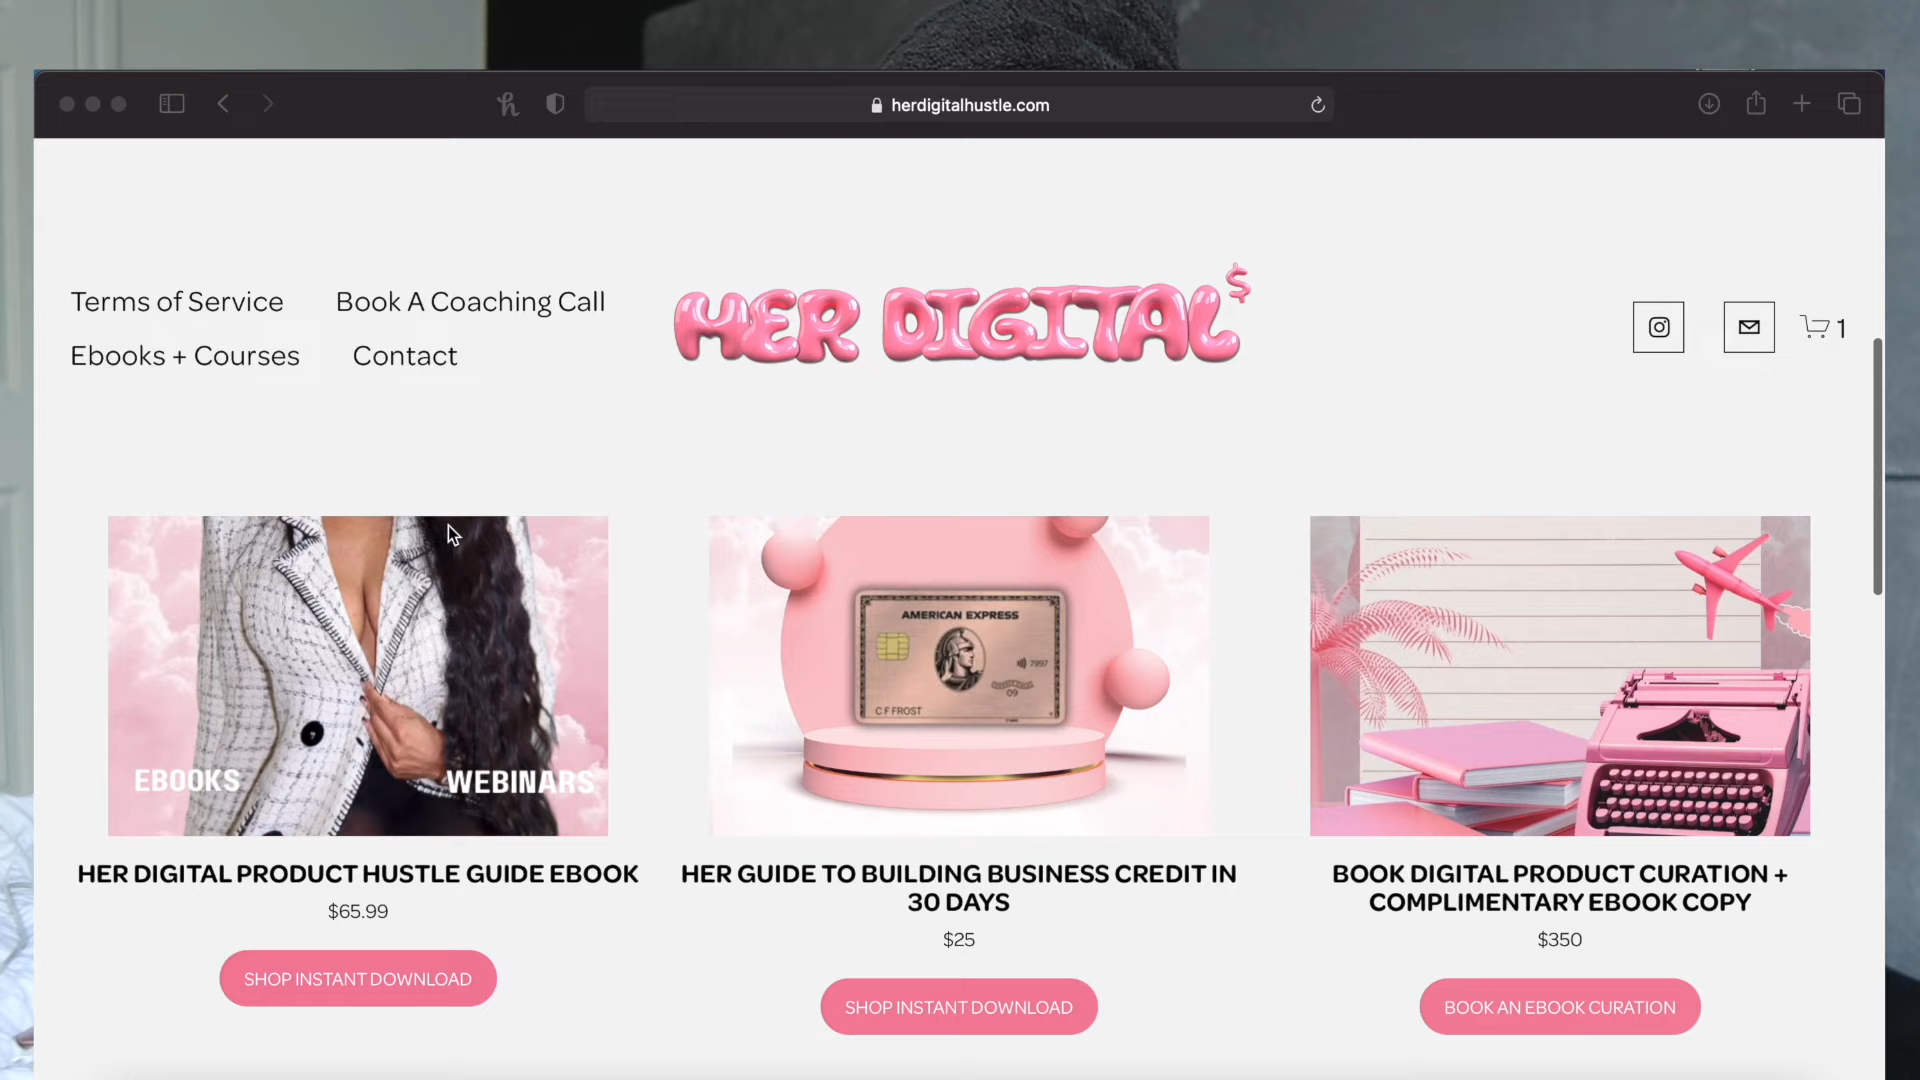 herdigitalhustle.com
Terms of Service
Book A Coaching Call
Ebooks + Courses
Contact
HER DIGITAL$
1
EBOOKS
WEBINARS
AMERICAN EXPRESS
7997
09
C F FROST
HER DIGITAL PRODUCT HUSTLE GUIDE EBOOK
$65.99
SHOP INSTANT DOWNLOAD
HER GUIDE TO BUILDING BUSINESS CREDIT IN
30 DAYS
$25
SHOP INSTANT DOWNLOAD
BOOK DIGITAL PRODUCT CURATION +
COMPLIMENTARY EBOOK COPY
$350
BOOK AN EBOOK CURATION